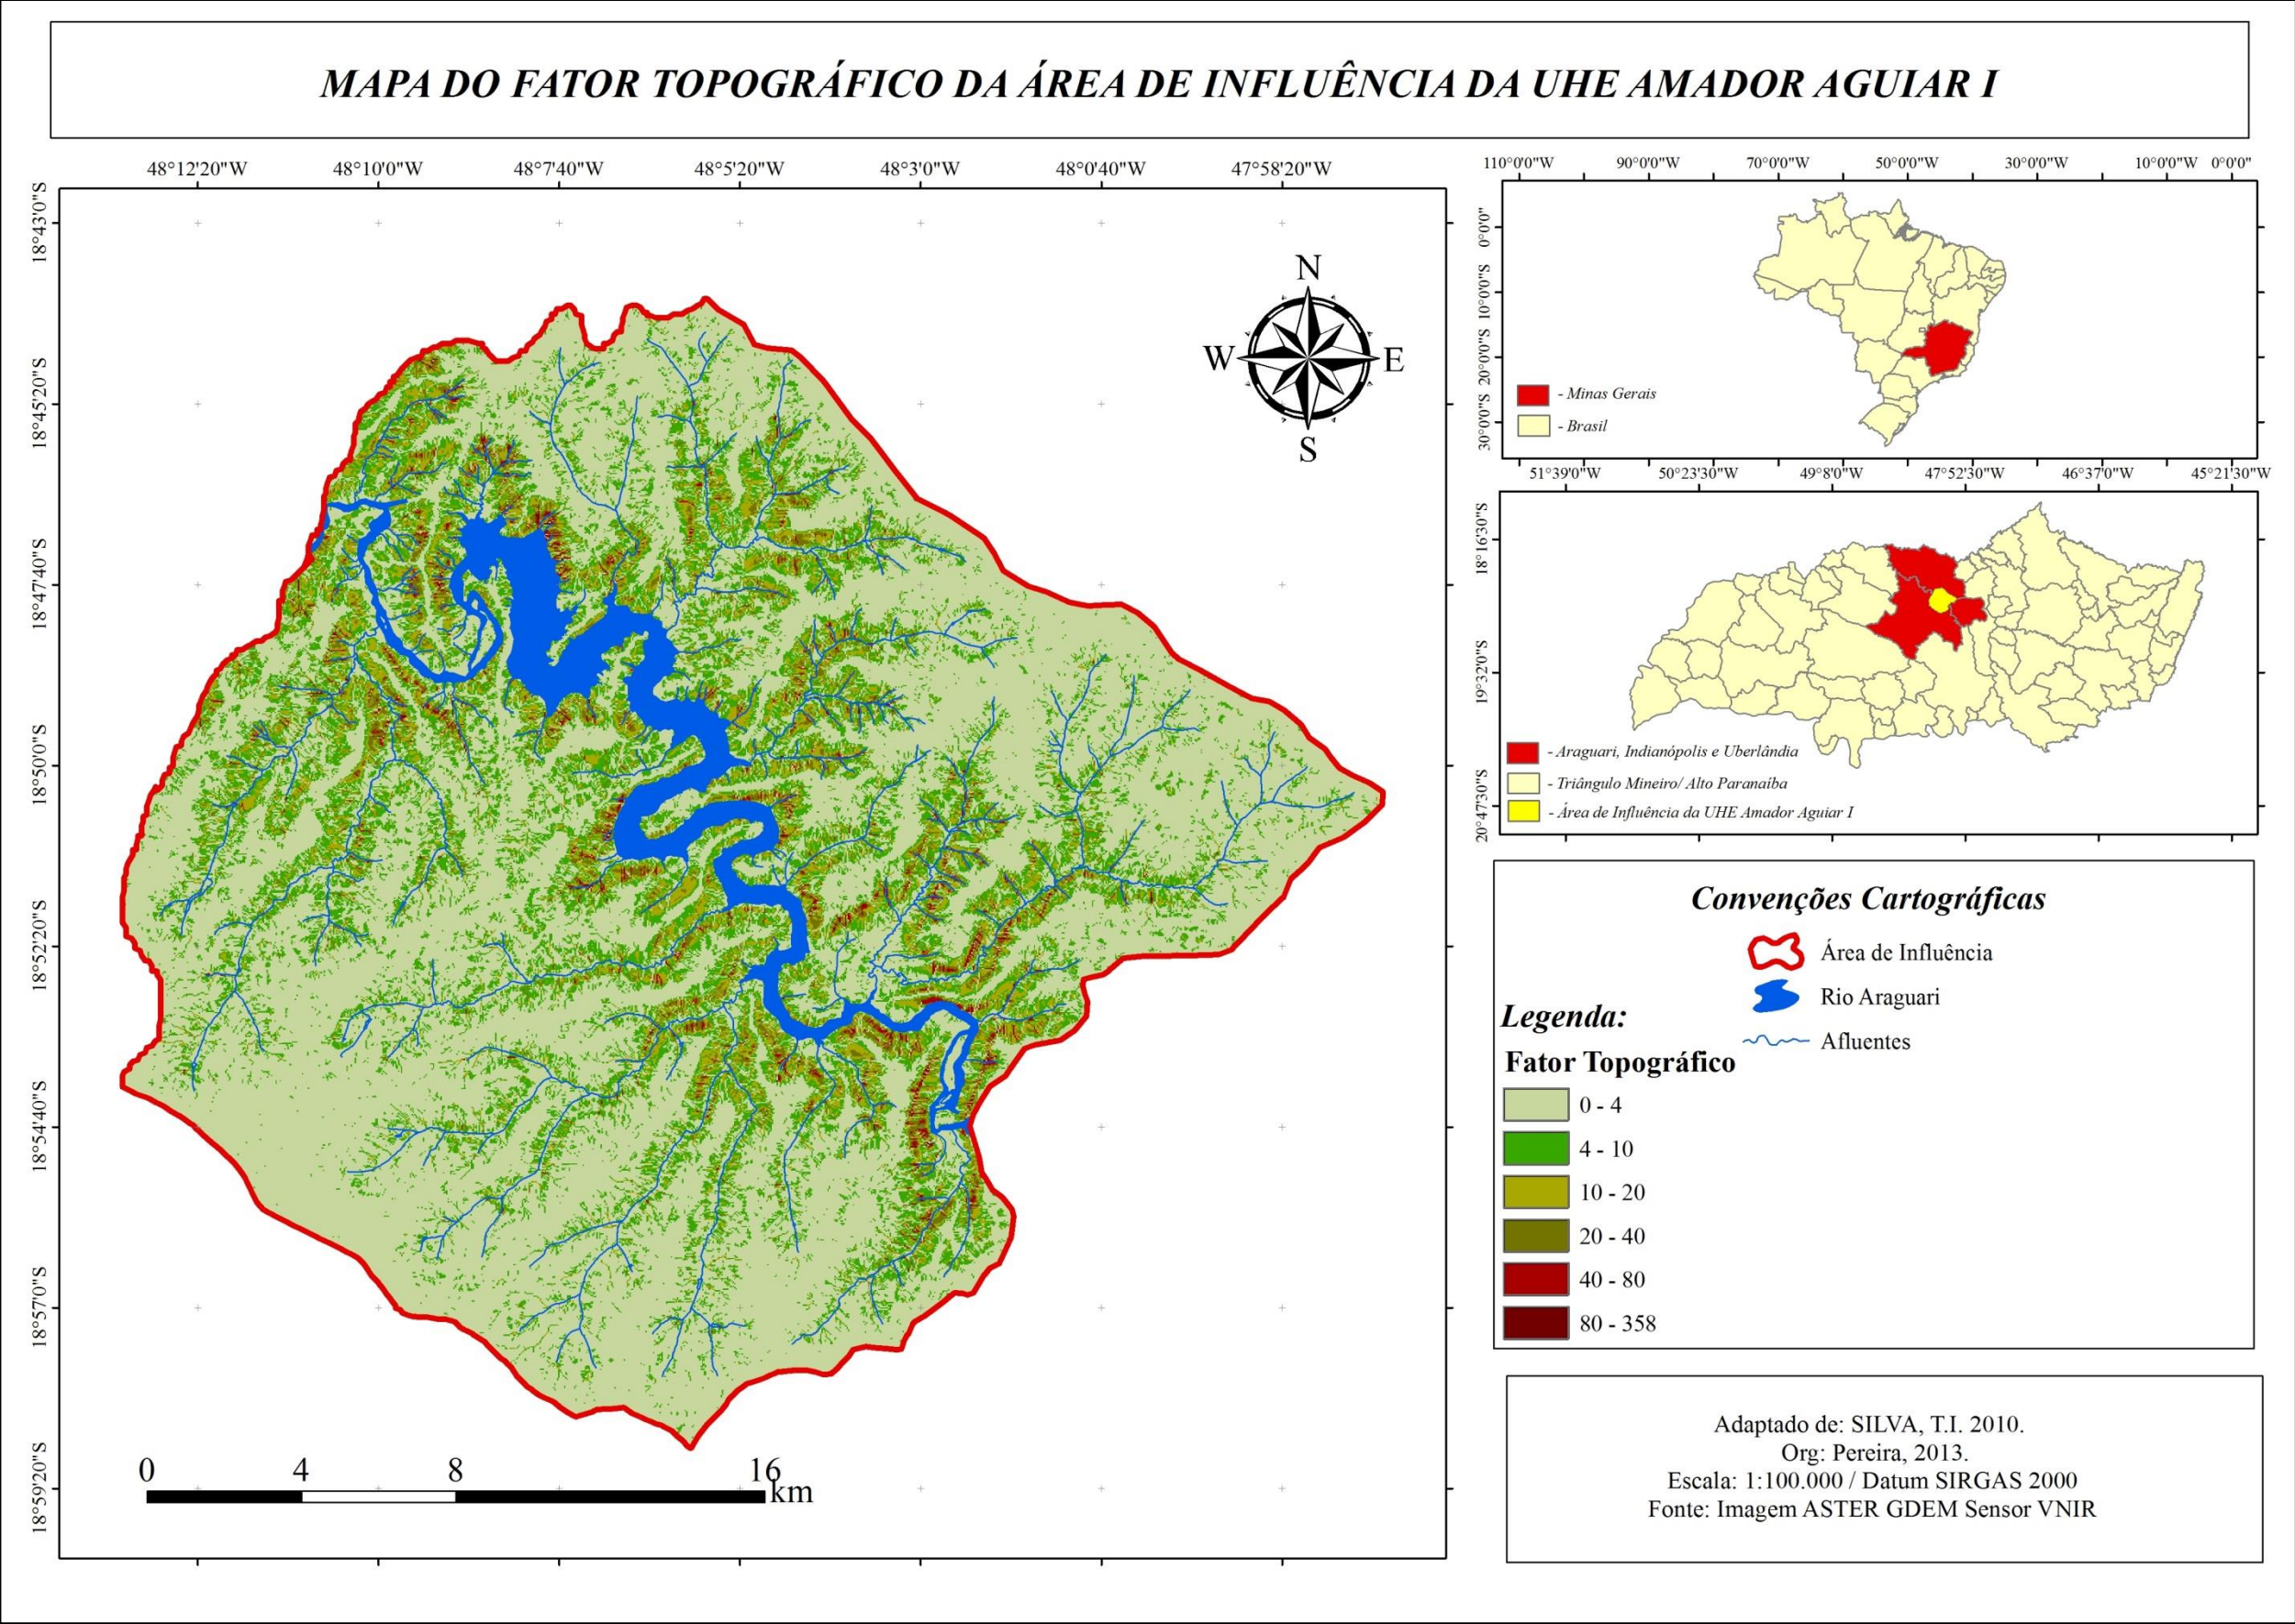 MAPA DO FATOR TOPOGRÁFICO DA ÁREA DE INFLUÊNCIA DA UHE AMADOR AGUIAR I
48°12'20"W 48°10'0"W 48°7'40"W 48°5'20"W 48°3'0"W 48°0'40"W 47°58'20"W
18°43'0"S
18°45'20"S
18°47'40"S
18°50'0"S
18°52'20"S
18°54'40"S
18°57'0"S
18°59'20"S
N
W E
S
0 4 8 16
km
110°0'0"W 90°0'0"W 70°0'0"W 50°0'0"W 30°0'0"W 10°0'0"W 0°0'0"
0°0'0"
10°0'0"S
20°0'0"S
30°0'0"S
- Minas Gerais
- Brasil
51°39'0"W 50°23'30"W 49°8'0"W 47°52'30"W 46°37'0"W 45°21'30"W
18°16'30"S
19°32'0"S
20°47'30"S
- Araguari, Indianópolis e Uberlândia
- Triângulo Mineiro/ Alto Paranaíba
- Área de Influência da UHE Amador Aguiar I
Convenções Cartográficas
Área de Influência
Rio Araguari
Afluentes
Legenda:
Fator Topográfico
0 - 4
4 - 10
10 - 20
20 - 40
40 - 80
80 - 358
Adaptado de: SILVA, T.I. 2010.
Org: Pereira, 2013.
Escala: 1:100.000 / Datum SIRGAS 2000
Fonte: Imagem ASTER GDEM Sensor VNIR